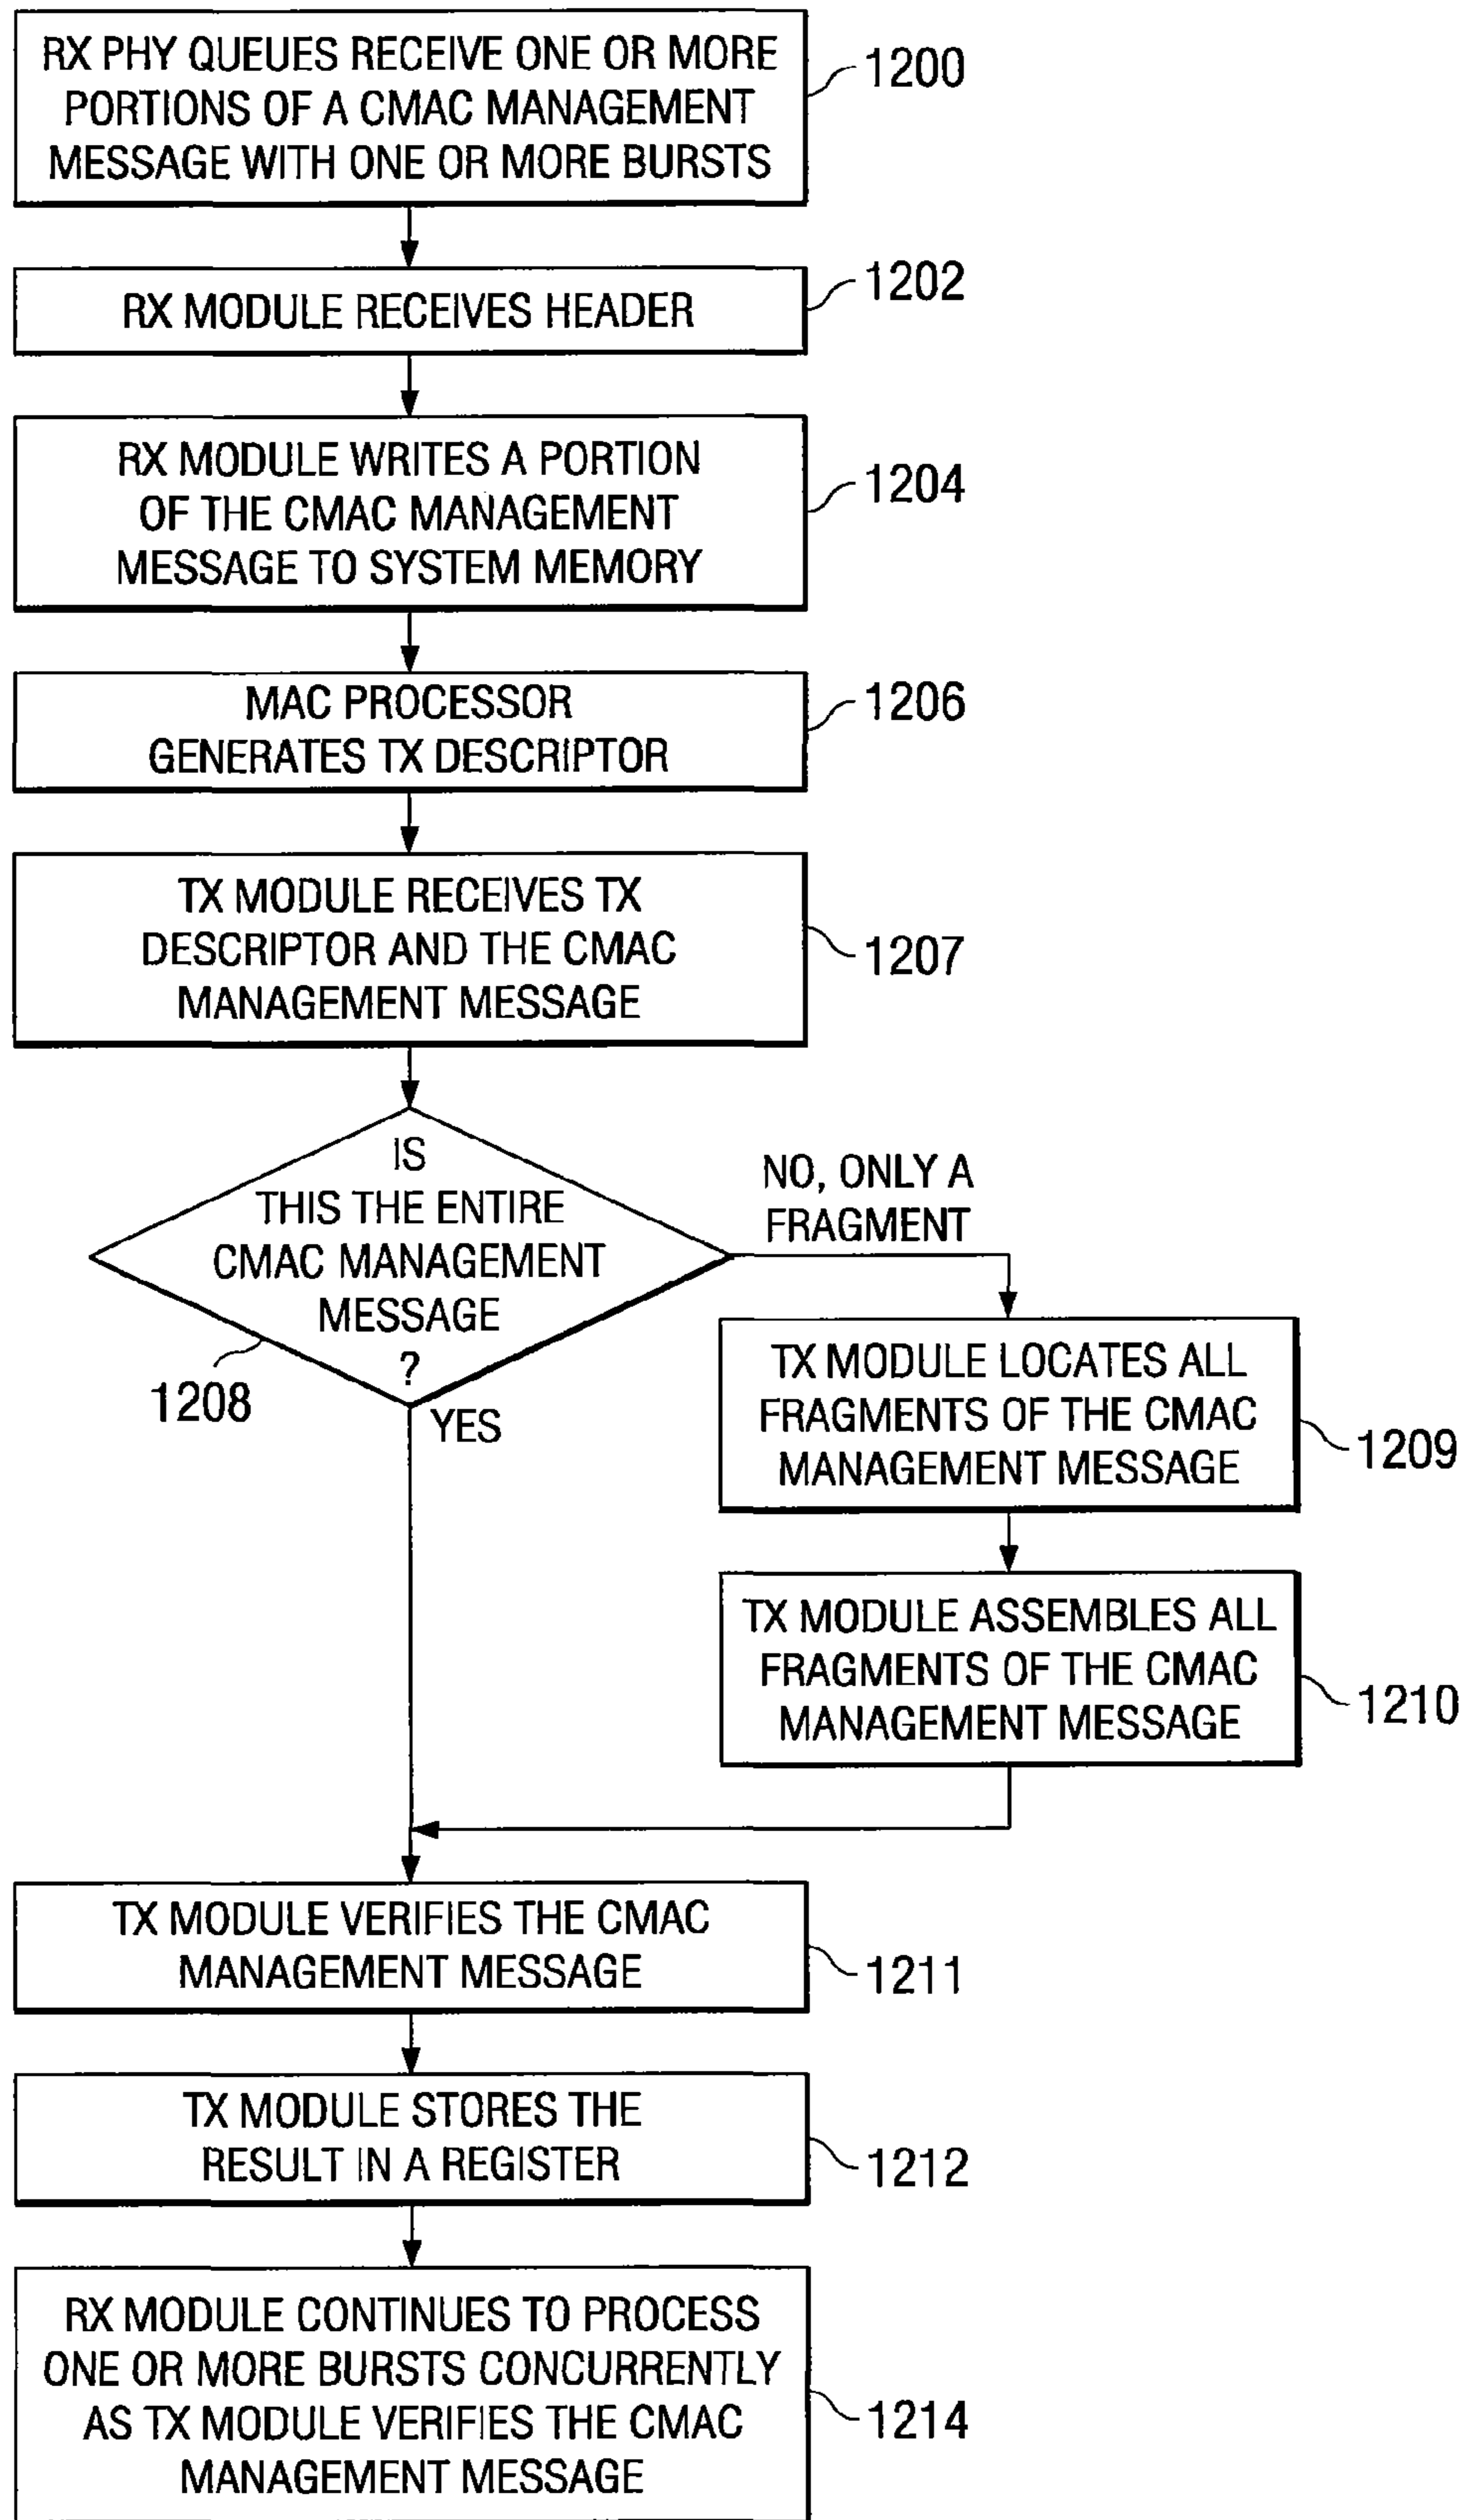 RX PHY QUEUES RECEIVE ONE OR MORE
PORTIONS OF A CMAC MANAGEMENT
MESSAGE WITH ONE OR MORE BURSTS
1200
RX MODULE RECEIVES HEADER
1202
RX MODULE WRITES A PORTION
OF THE CMAC MANAGEMENT
MESSAGE TO SYSTEM MEMORY
1204
MAC PROCESSOR
GENERATES TX DESCRIPTOR
1206
TX MODULE RECEIVES TX
DESCRIPTOR AND THE CMAC
MANAGEMENT MESSAGE
1207
IS
THIS THE ENTIRE
CMAC MANAGEMENT
MESSAGE
?
1208
YES
NO, ONLY A
FRAGMENT
TX MODULE LOCATES ALL
FRAGMENTS OF THE CMAC
MANAGEMENT MESSAGE
1209
TX MODULE ASSEMBLES ALL
FRAGMENTS OF THE CMAC
MANAGEMENT MESSAGE
1210
TX MODULE VERIFIES THE CMAC
MANAGEMENT MESSAGE
1211
TX MODULE STORES THE
RESULT IN A REGISTER
1212
RX MODULE CONTINUES TO PROCESS
ONE OR MORE BURSTS CONCURRENTLY
AS TX MODULE VERIFIES THE CMAC
MANAGEMENT MESSAGE
1214